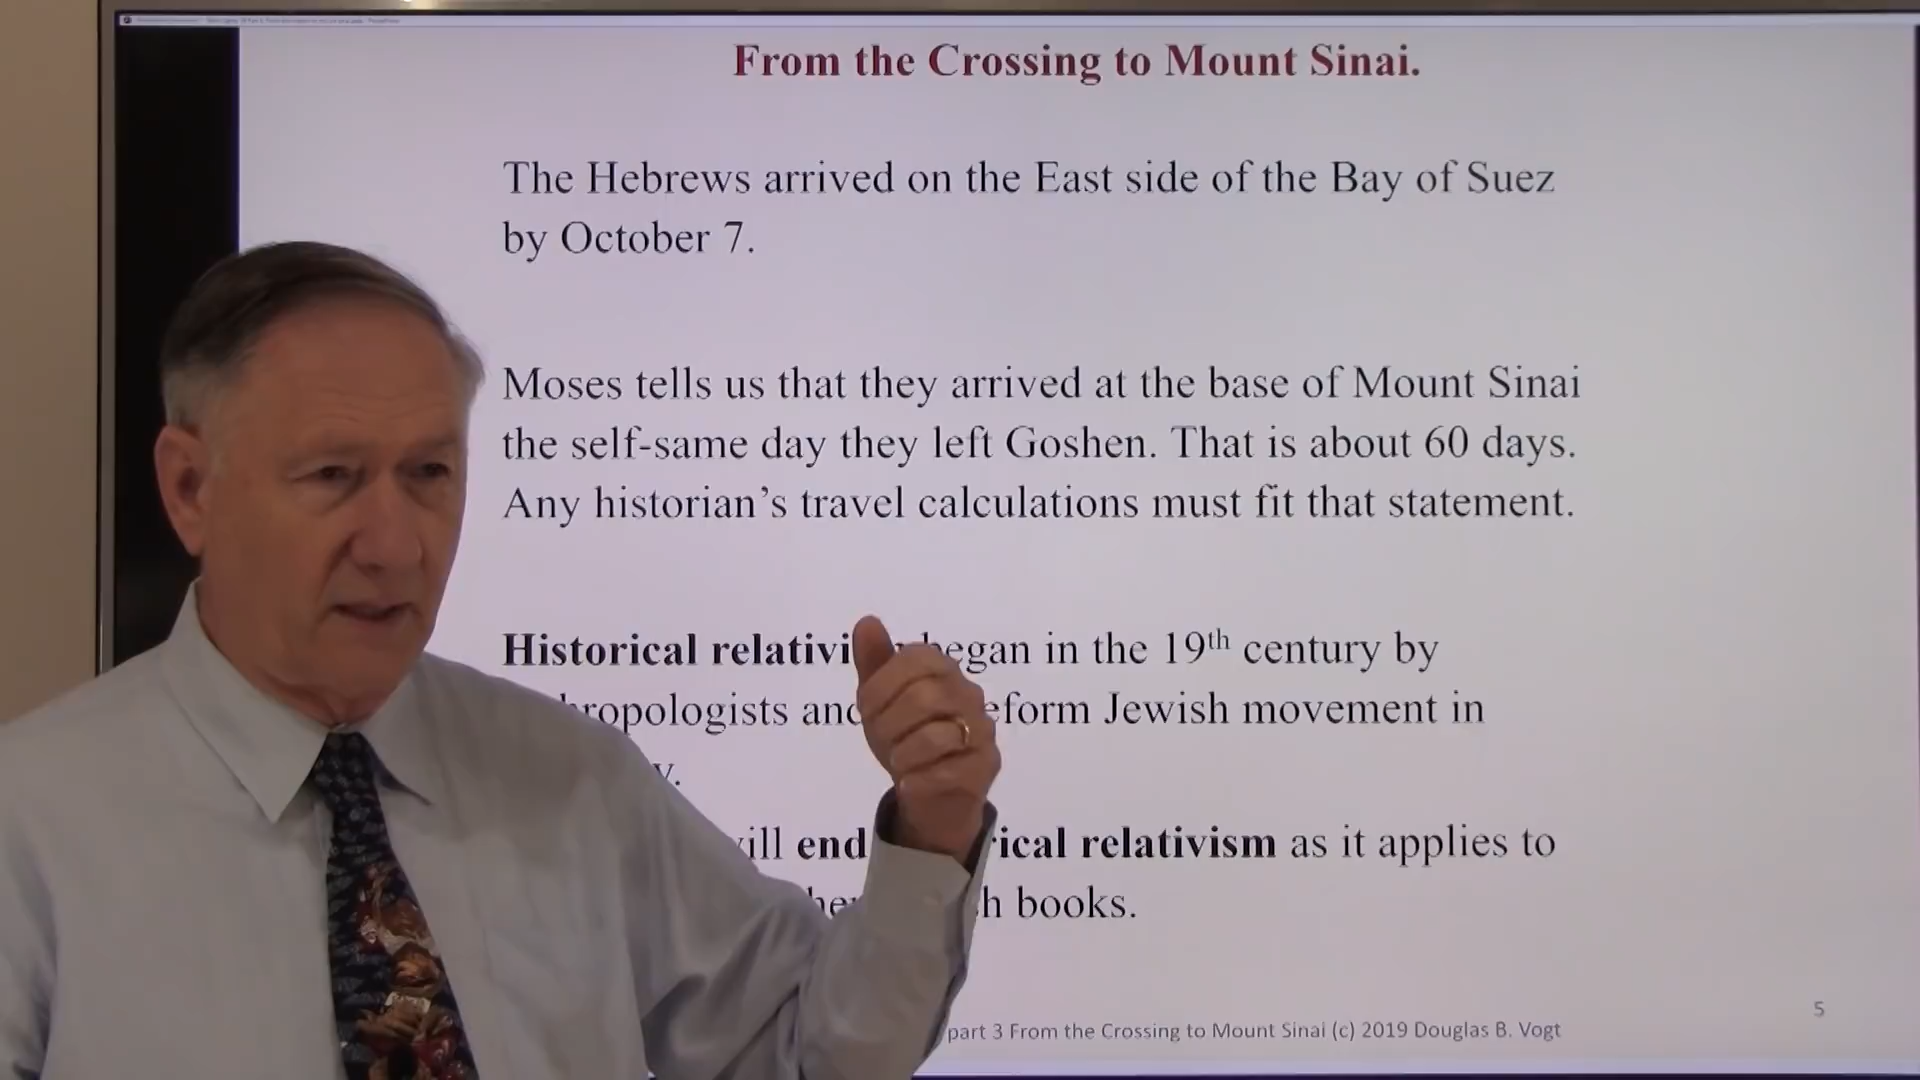 From the Crossing to Mount Sinai.
The Hebrews arrived on the East side of the Bay of Suez
by October 7.
Moses tells us that they arrived at the base of Mount Sinai
the self-same day they left Goshen. That is about 60 days.
Any historian’s travel calculations must fit that statement.
Historical began in the 19th century by
and Jewish movement in
end relativism as it applies to
books.
5
part 3 From the Crossing to Mount Sinai (c) 2019 Douglas B. Vogt